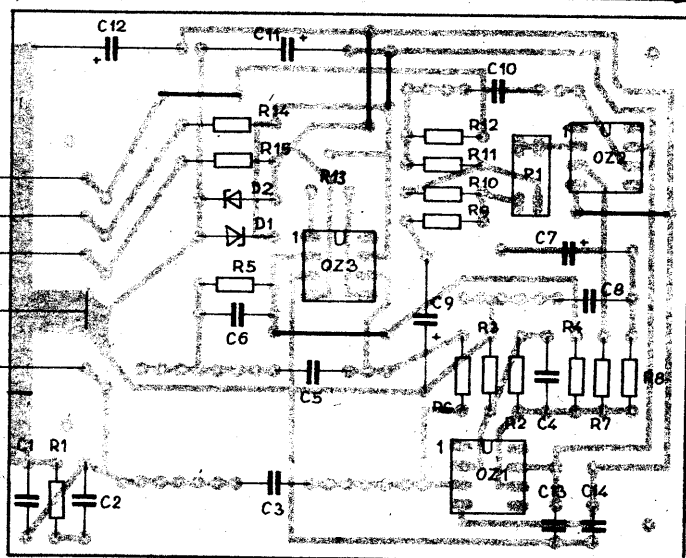 C12
C11
+
+
C10
R14
R12
1 U
OZ2
R15
R11
P1
D2
R13
R10
D1
R9
1 U
OZ3
C7
+
R5
C8
C9
C6
+
R3
R4
C5
R8
R6
R2
C4
R7
C1
R1
1 U
OZ1
C2
C3
C13
C14